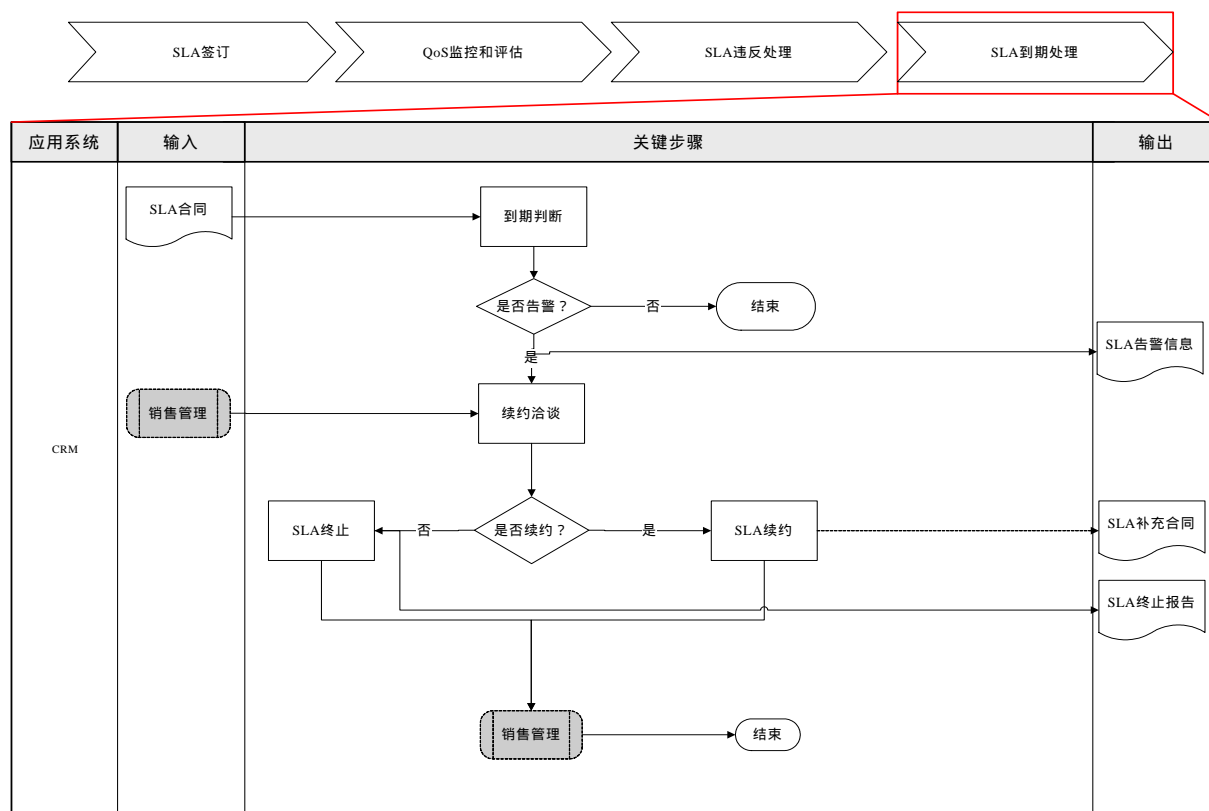 SLA签订
QoS监控和评估
SLA违反处理
SLA到期处理
应用系统
输入
关键步骤
输出
SLA合同
到期判断
是否告警？
否
结束
是
SLA告警信息
销售管理
续约洽谈
CRM
SLA终止
否
是否续约？
是
SLA续约
SLA补充合同
SLA终止报告
销售管理
结束